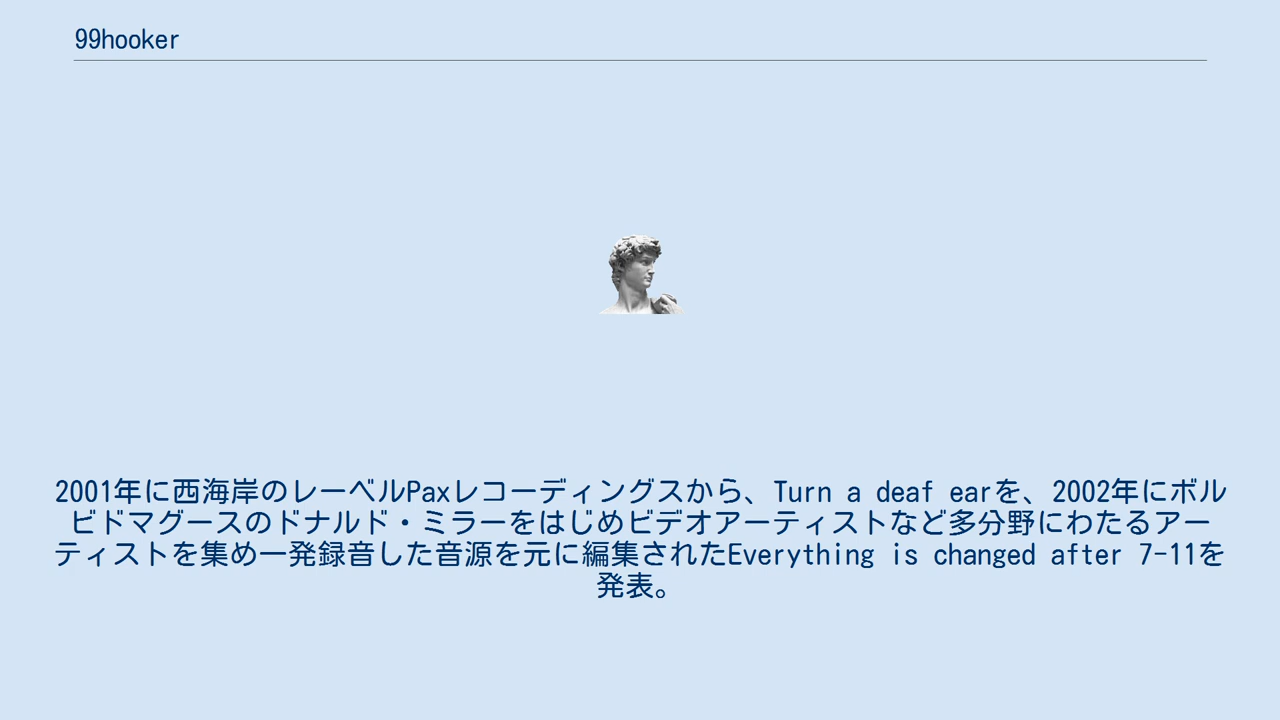 99hooker
2001年に西海岸のレーベルPaxレコーディングスから、Turn a deaf earを、2002年にボル
ビドマグースのドナルド・ミラーをはじめビデオアーティストなど多分野にわたるアー
ティストを集め一発録音した音源を元に編集されたEverything is changed after 7-11を
発表。